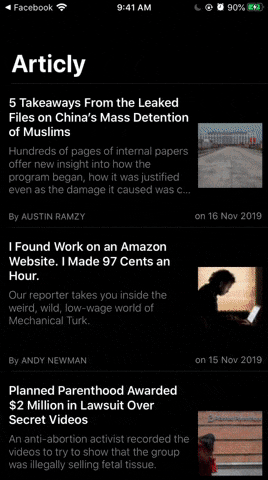 Facebook 9:41 AM 90%
Articly
5 Takeaways From the Leaked
Files on China's Mass Detention
of Muslims
Hundreds of pages of internal papers
offer new insight into how the
program began, how it was justified
even as the damage it caused was c...
By AUSTIN RAMZY on 16 Nov 2019
I Found Work on an Amazon
Website. I Made 97 Cents an
Hour.
Our reporter takes you inside the
weird, wild, low-wage world of
Mechanical Turk.
By ANDY NEWMAN on 15 Nov 2019
Planned Parenthood Awarded
$2 Million in Lawsuit Over
Secret Videos
An anti-abortion activist recorded the
videos to try to show that the group
was illegally selling fetal tissue.